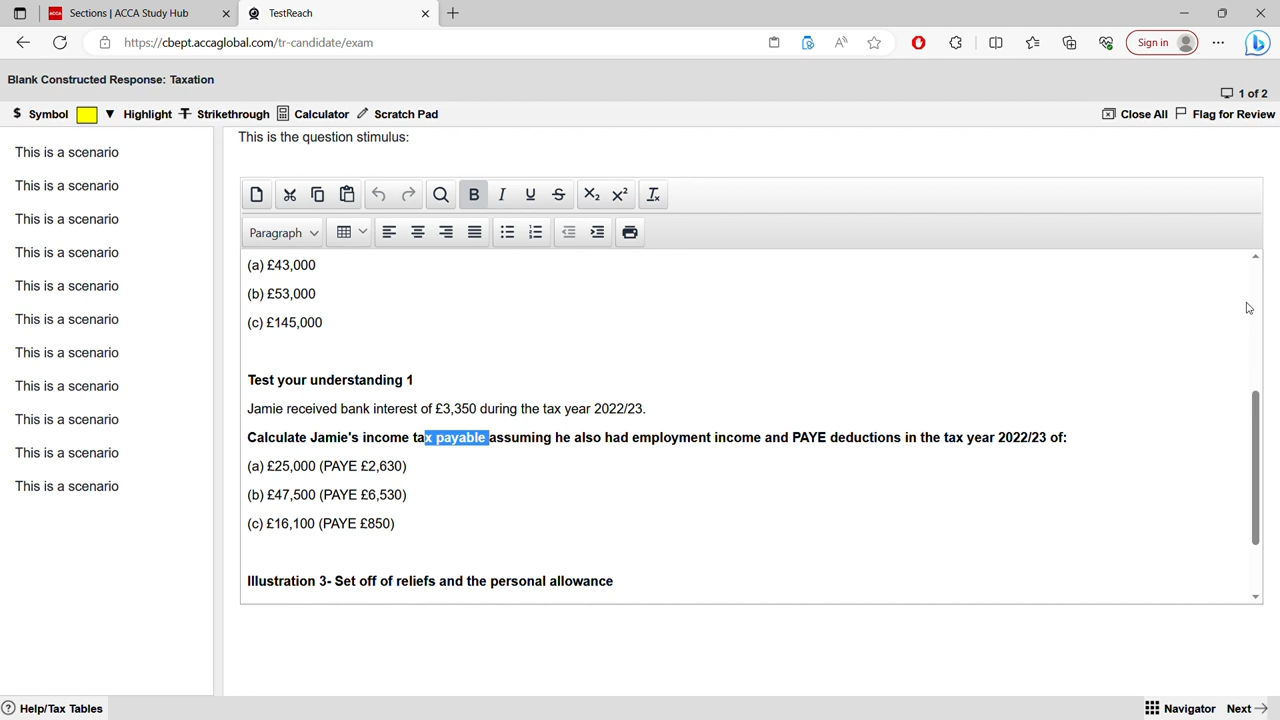 Sections | ACCA Study Hub
TestReach
https://cbept.accaglobal.com/tr-candidate/exam
Sign in
Blank Constructed Response: Taxation
1 of 2
$ Symbol Highlight Strikethrough Calculator Scratch Pad Close All Flag for Review
This is a scenario
This is a scenario
This is a scenario
This is a scenario
This is a scenario
This is a scenario
This is a scenario
This is a scenario
This is a scenario
This is a scenario
This is a scenario
This is the question stimulus:
Paragraph
(a) £43,000
(b) £53,000
(c) £145,000
Test your understanding 1
Jamie received bank interest of £3,350 during the tax year 2022/23.
Calculate Jamie's income tax payable assuming he also had employment income and PAYE deductions in the tax year 2022/23 of:
(a) £25,000 (PAYE £2,630)
(b) £47,500 (PAYE £6,530)
(c) £16,100 (PAYE £850)
Illustration 3- Set off of reliefs and the personal allowance
Help/Tax Tables
Navigator Next